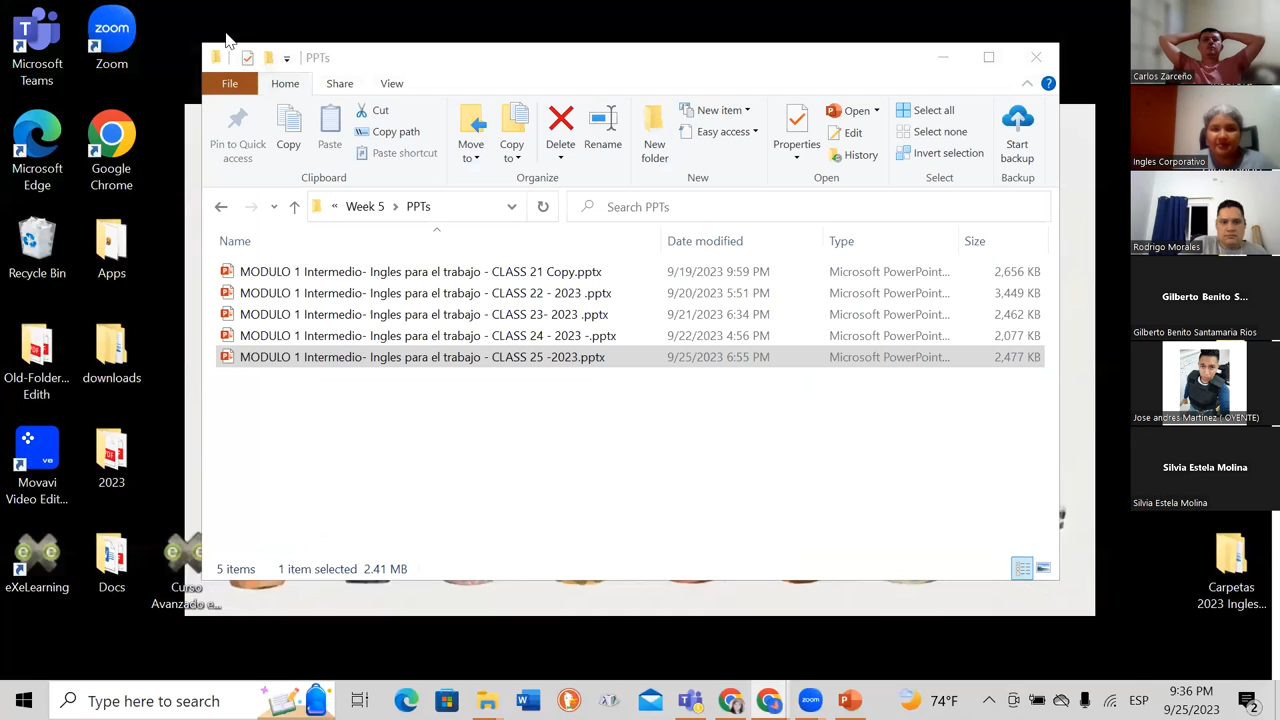 Microsoft Teams
Zoom
Microsoft Edge
Google Chrome
Recycle Bin
Apps
Old-Folder... Edith
downloads
Movavi Video Edit...
2023
eXeLearning
Docs
Curso Avanzado e...
PPTs
File
Home
Share
View
Pin to Quick access
Copy
Paste
Cut
Copy path
Paste shortcut
Clipboard
Move to
Copy to
Delete
Rename
Organize
New folder
New item
Easy access
New
Properties
Open
Edit
History
Open
Select all
Select none
Invert selection
Select
Start backup
Backup
« Week 5 > PPTs
Search PPTs
Name Date modified Type Size
MODULO 1 Intermedio- Ingles para el trabajo - CLASS 21 Copy.pptx 9/19/2023 9:59 PM Microsoft PowerPoint... 2,656 KB
MODULO 1 Intermedio- Ingles para el trabajo - CLASS 22 - 2023 .pptx 9/20/2023 5:51 PM Microsoft PowerPoint... 3,449 KB
MODULO 1 Intermedio- Ingles para el trabajo - CLASS 23- 2023 .pptx 9/21/2023 6:34 PM Microsoft PowerPoint... 2,462 KB
MODULO 1 Intermedio- Ingles para el trabajo - CLASS 24 - 2023 -.pptx 9/22/2023 4:56 PM Microsoft PowerPoint... 2,077 KB
MODULO 1 Intermedio- Ingles para el trabajo - CLASS 25 -2023.pptx 9/25/2023 6:55 PM Microsoft PowerPoint... 2,477 KB
5 items 1 item selected 2.41 MB
Carlos Zarceño
Ingles Corporativo
Rodrigo Morales
Gilberto Benito S...
Gilberto Benito Santamaria Rios
Jose andres Martinez ( OYENTE)
Silvia Estela Molina
Silvia Estela Molina
Carpetas 2023 Ingles...
Type here to search
74°F
ESP
9:36 PM
9/25/2023
2